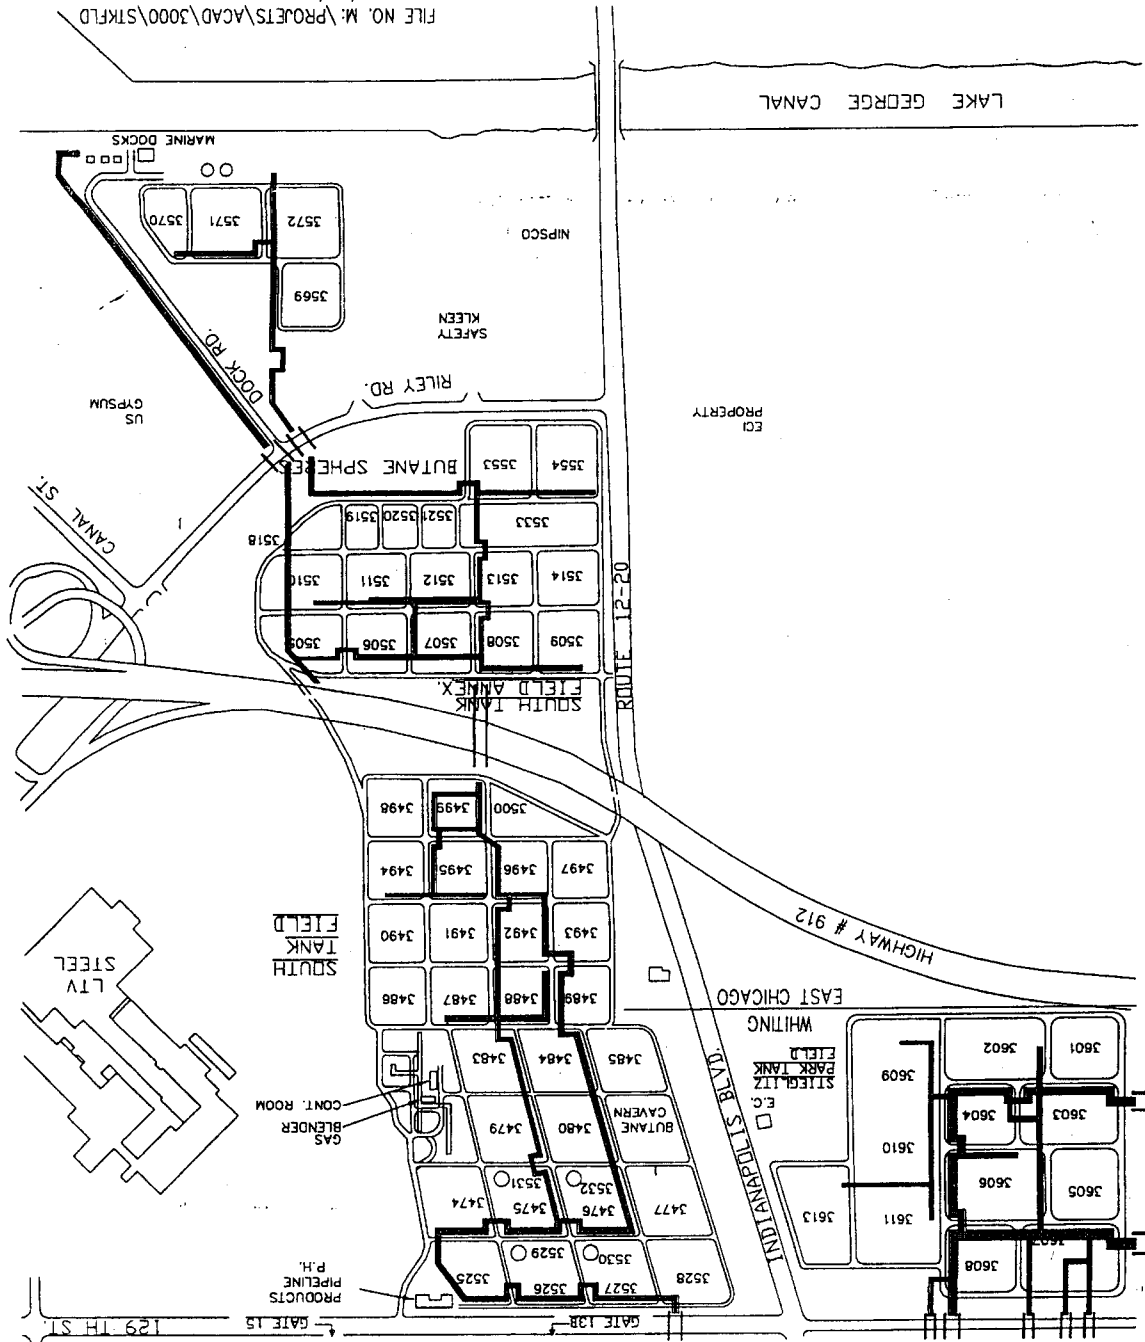 GATE 13B
GATE 1S
129 TH ST.
PRODUCTS
PIPELINE
P.H.
3608
3528
3527
3526
3525
3530
3529
3605
3606
3611
3613
3477
3476
3475
3474
3532
3531
INDIANAPOLIS BLVD.
3603
3604
3610
BUTANE
CAVERN
3480
3479
GAS
BLENDER
CONT. ROOM
E.C.
STIEGLITZ
PARK TANK
FIELD
3601
3602
3609
3485
3484
3483
WHITING
EAST CHICAGO
HIGHWAY # 912
3489
3488
3487
3486
3493
3492
3491
3490
SOUTH
TANK
FIELD
LTV
STEEL
3497
3496
3495
3494
3500
3499
3498
SOUTH TANK
FIELD ANNEX.
ROUTE 12-20
3509
3508
3507
3506
3505
3514
3513
3512
3511
3510
3533
3521
3520
3519
3518
CANAL ST.
3554
3553
BUTANE SPHERES
ECI
PROPERTY
RILEY RD.
DOCK RD.
US
GYPSUM
SAFETY
KLEEN
3569
NIPSCO
3572
3571
3570
MARINE DOCKS
LAKE GEORGE CANAL
FILE NO. M:\PROJETS\ACAD\3000\STKFLD